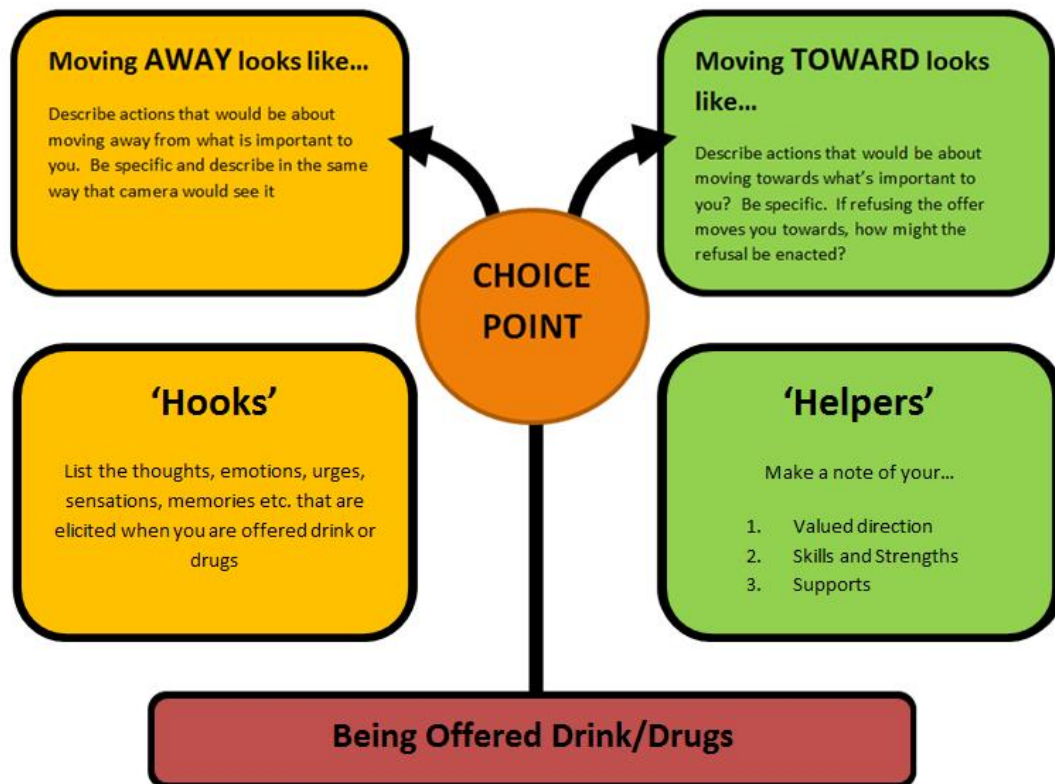 Moving AWAY looks like…
Describe actions that would be about
moving away from what is important to
you.  Be specific and describe in the same
way that camera would see it
Moving TOWARD looks
like…
Describe actions that would be about
moving towards what’s important to
you?  Be specific.  If refusing the offer
moves you towards, how might the
refusal be enacted?
CHOICE
POINT
‘Hooks’
List the thoughts, emotions, urges,
sensations, memories etc. that are
elicited when you are offered drink or
drugs
‘Helpers’
Make a note of your…
1. Valued direction
2. Skills and Strengths
3. Supports
Being Offered Drink/Drugs